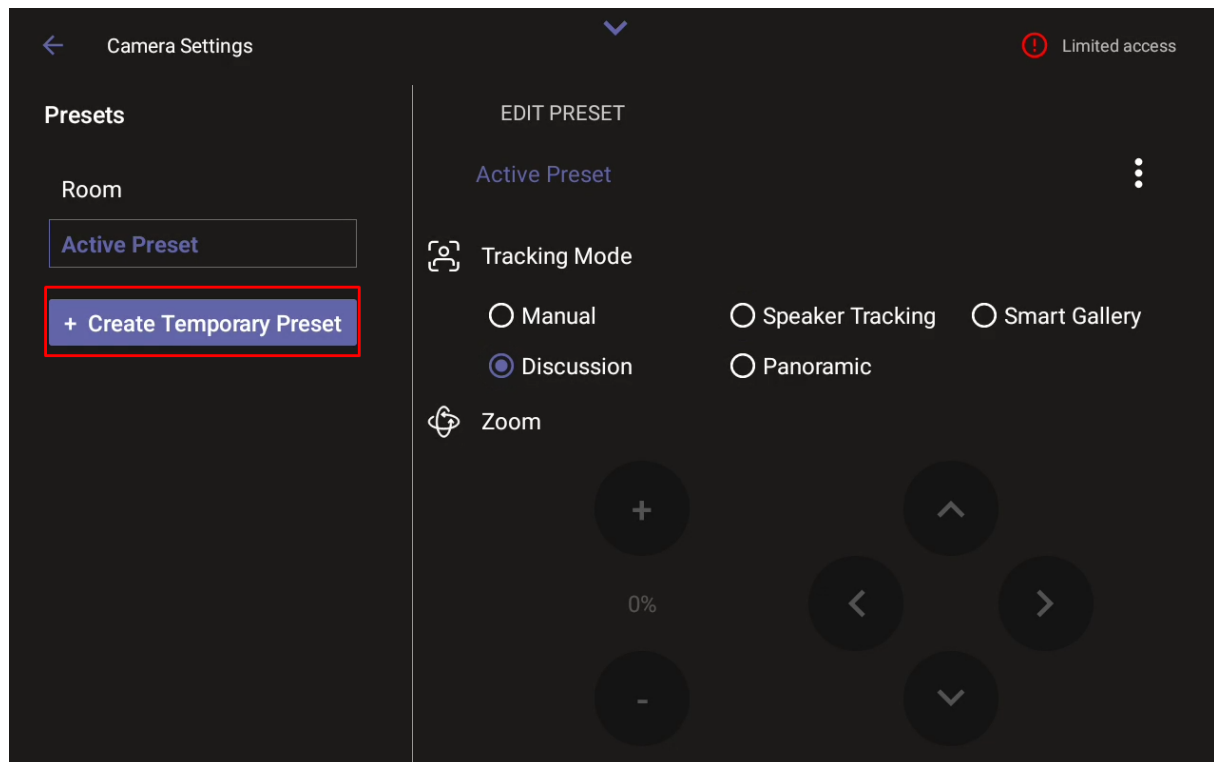 Camera Settings
Limited access
Presets
Room
Active Preset
+ Create Temporary Preset
EDIT PRESET
Active Preset
Tracking Mode
Manual
Speaker Tracking
Smart Gallery
Discussion
Panoramic
Zoom
+
0%
-